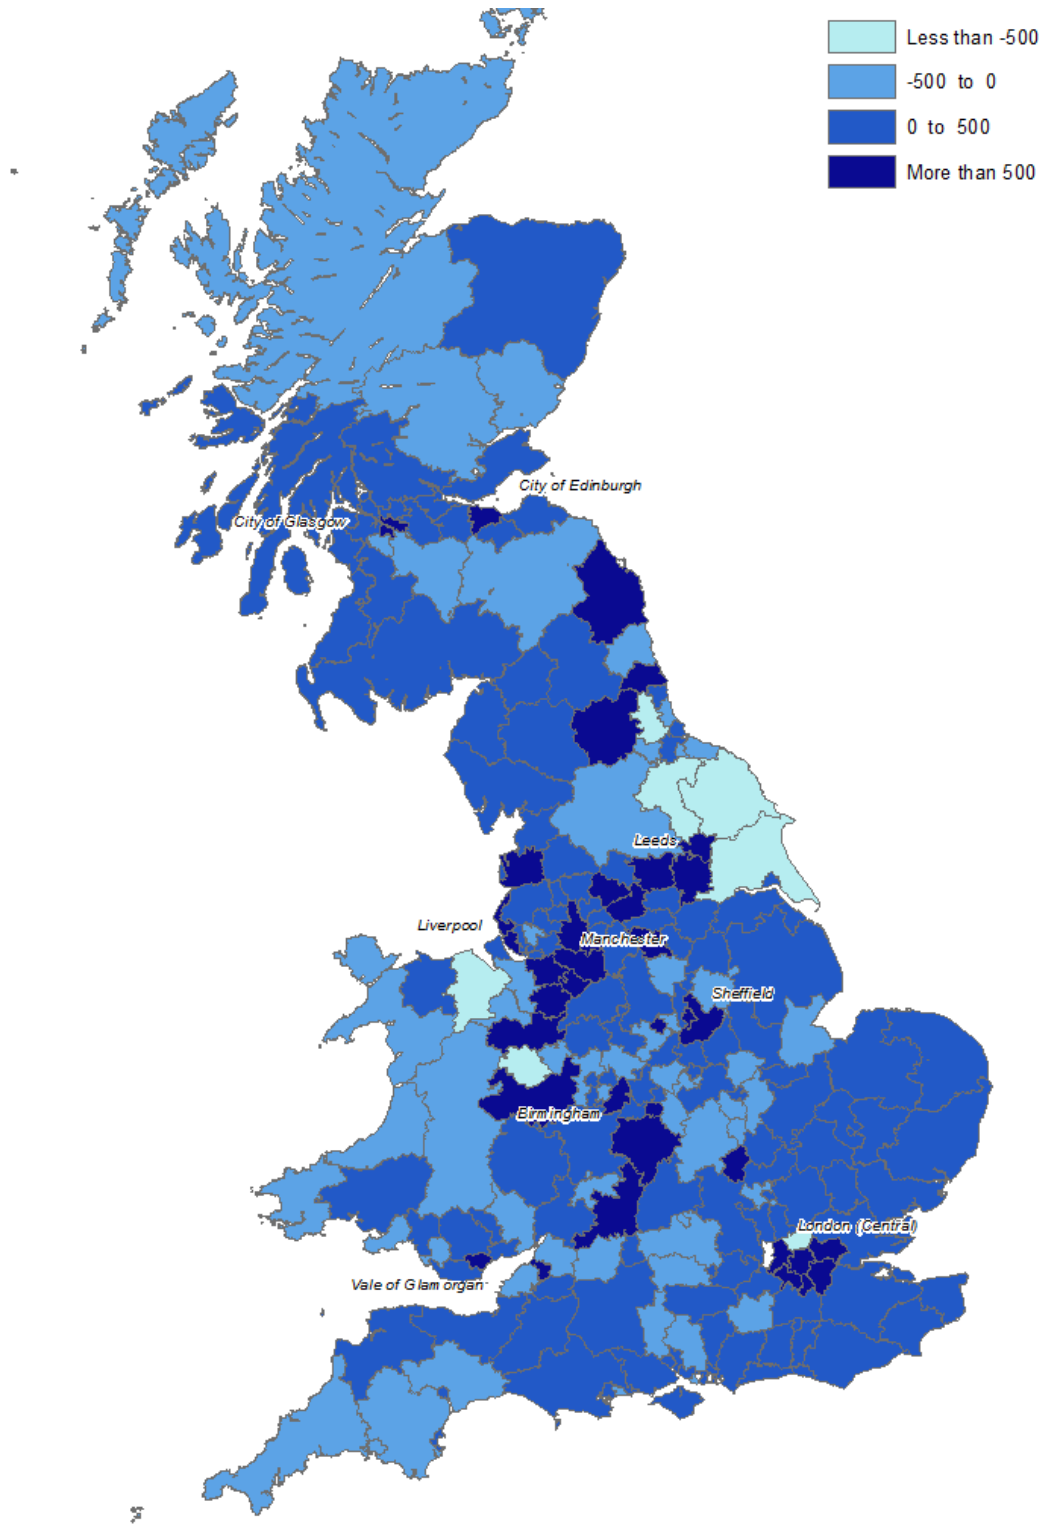 Less than -500
-500 to 0
0 to 500
More than 500
City of Edinburgh
City of Glasgow
Leeds
Liverpool
Manchester
Sheffield
Birmingham
London (Central)
Vale of Glamorgan